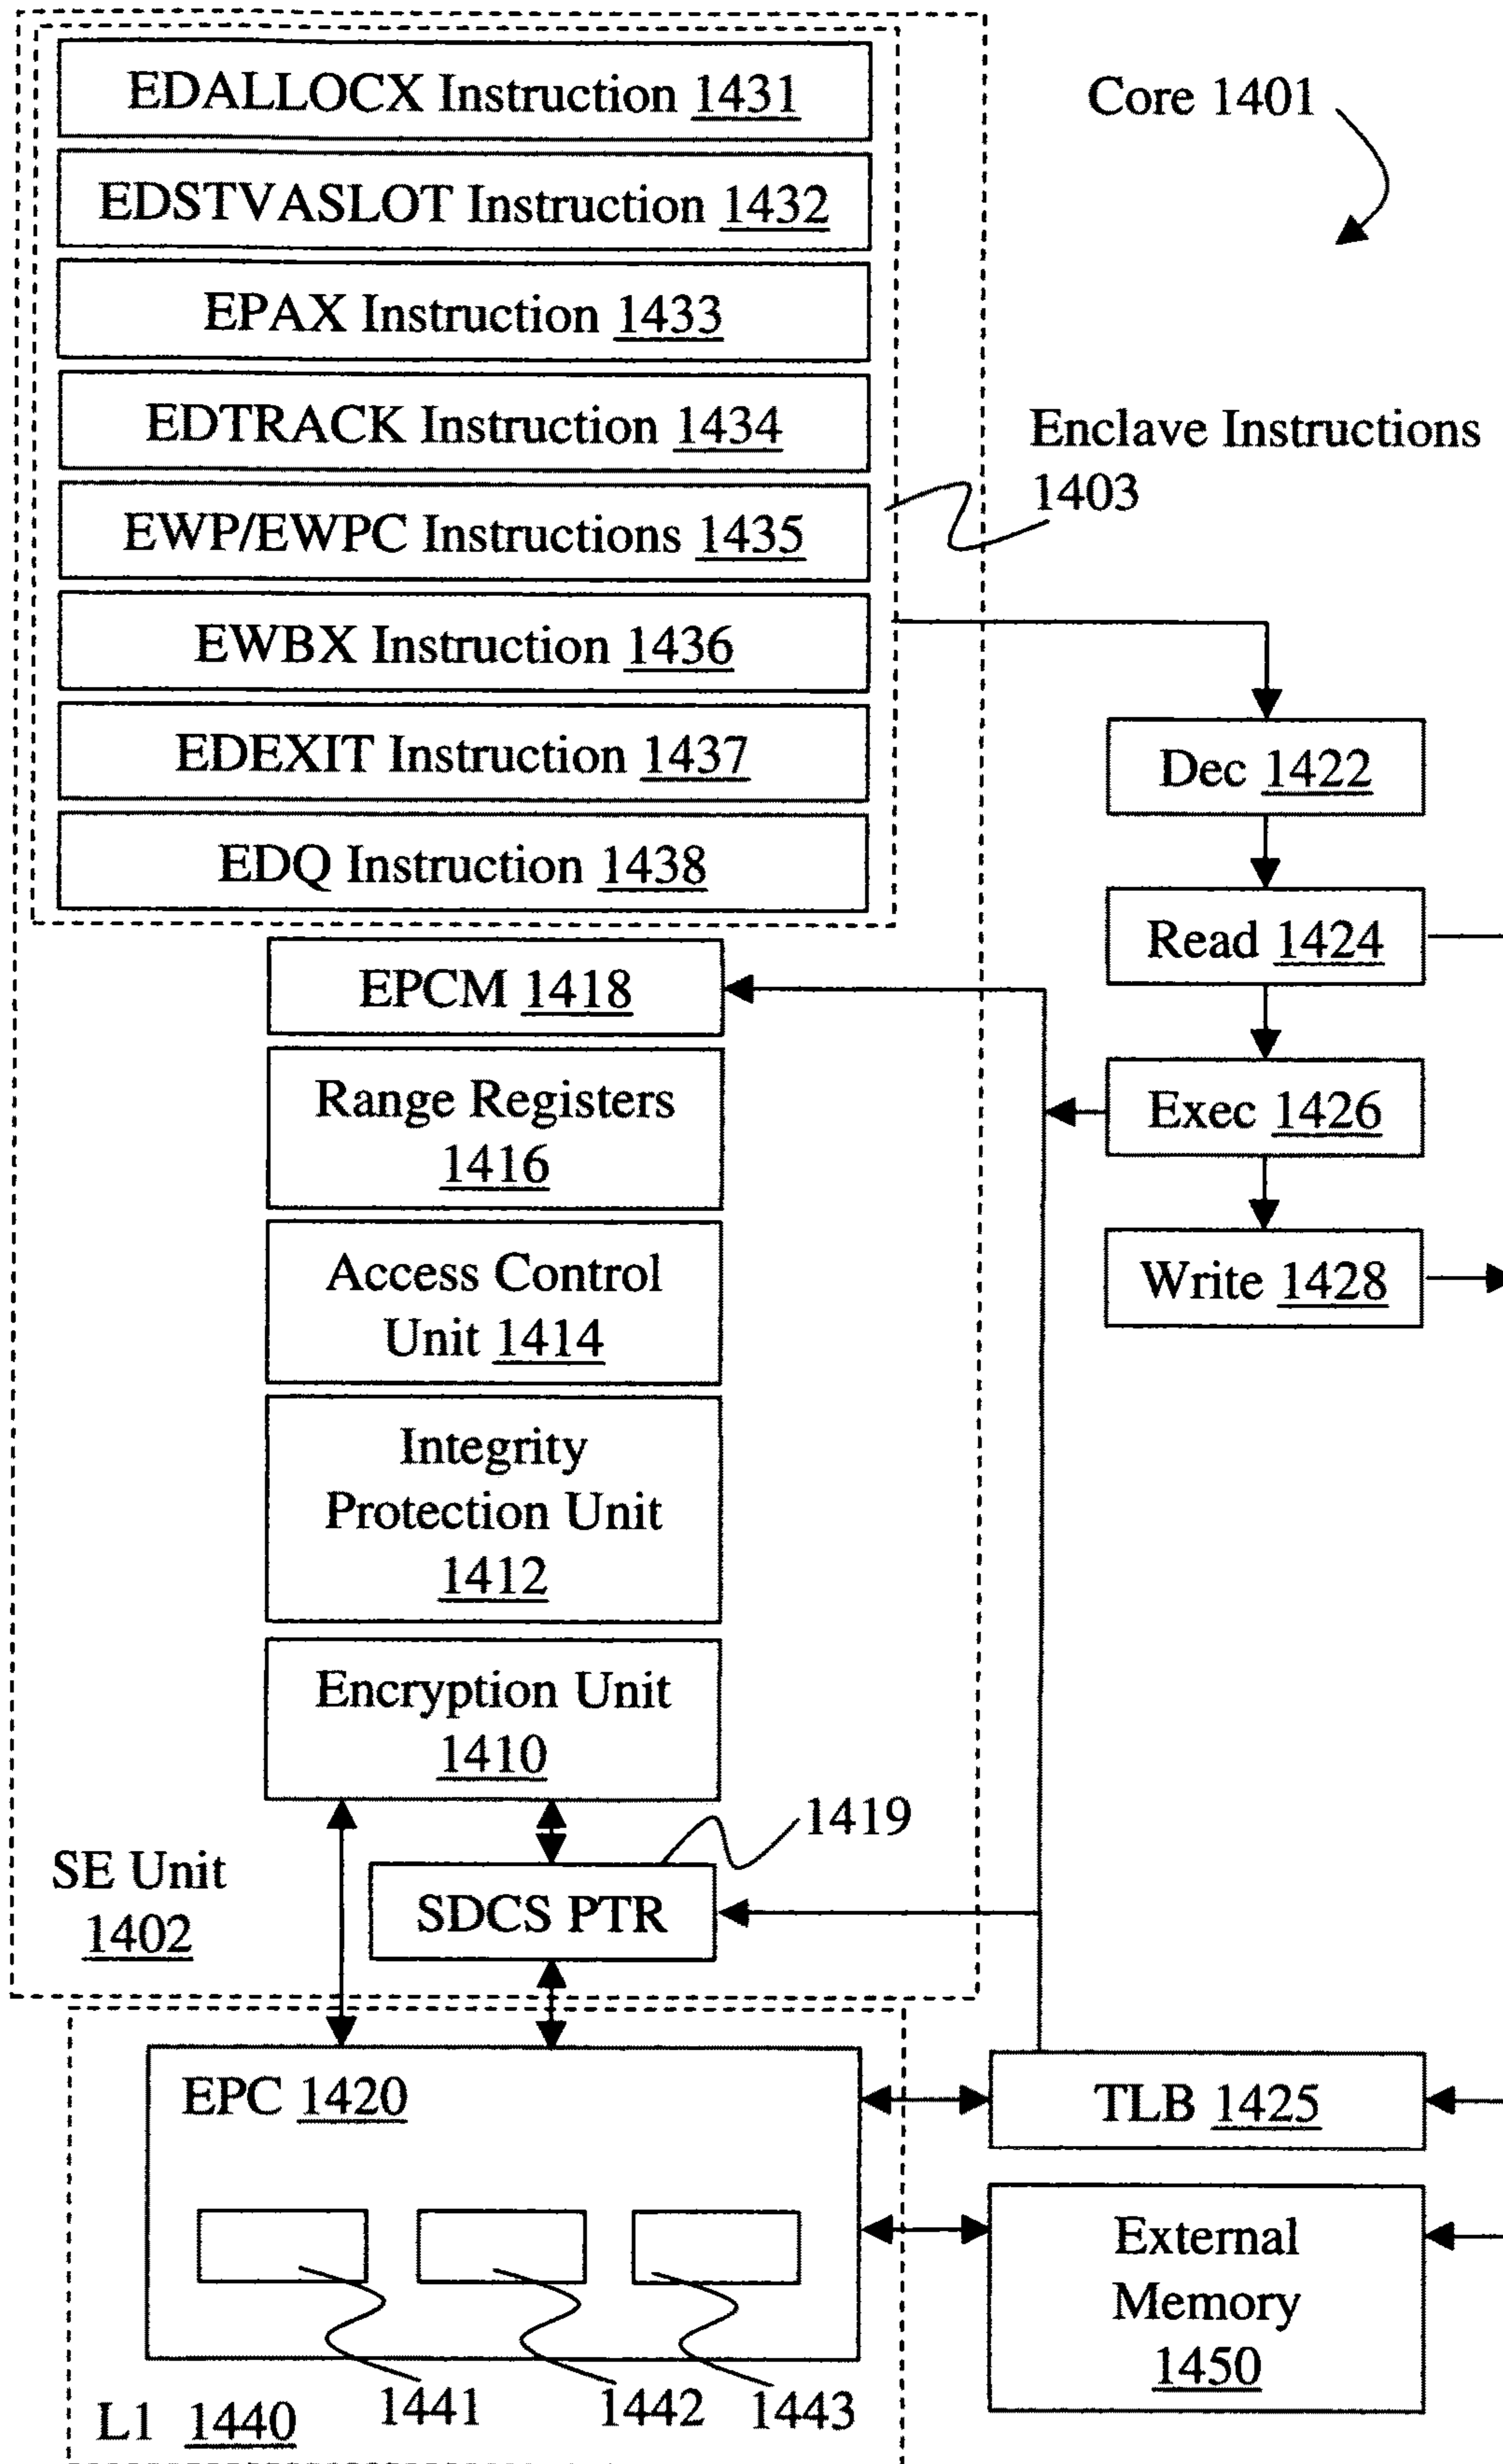 EDALLOCX Instruction 1431
Core 1401
EDSTVASLOT Instruction 1432
EPAX Instruction 1433
EDTRACK Instruction 1434
Enclave Instructions
1403
EWP/EWPC Instructions 1435
EWBX Instruction 1436
EDEXIT Instruction 1437
Dec 1422
EDQ Instruction 1438
Read 1424
EPCM 1418
Range Registers
1416
Exec 1426
Access Control
Unit 1414
Write 1428
Integrity
Protection Unit
1412
Encryption Unit
1410
1419
SE Unit
1402
SDCS PTR
EPC 1420
TLB 1425
External
Memory
1450
1441
1442
1443
L1 1440